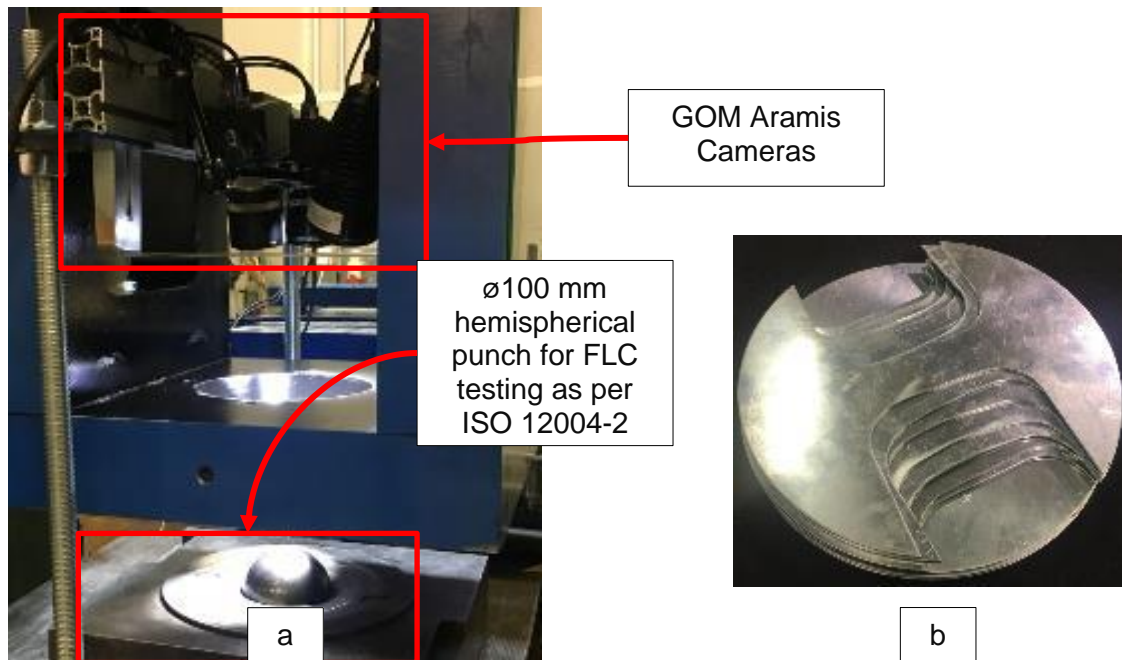 GOM Aramis
Cameras
ø100 mm
hemispherical
punch for FLC
testing as per
ISO 12004-2
a
b